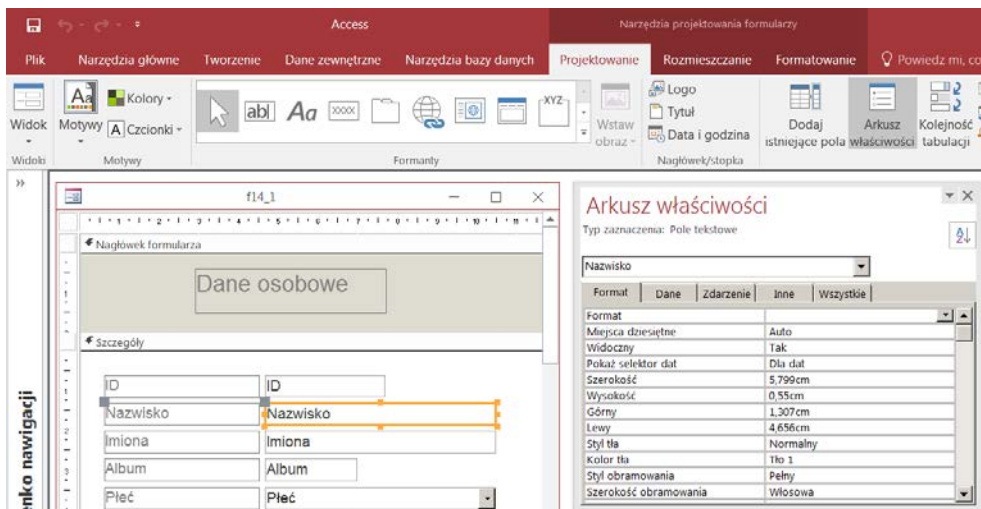 Access
Narzędzia projektowania formularzy
Plik Narzędzia główne Tworzenie Dane zewnętrzne Narzędzia bazy danych Projektowanie Rozmieszczanie Formatowanie Powiedz mi, co
Widok
Widoki
Aa
Motywy
Kolory
A Czcionki
Motywy
ab| Aa xxxx XYZ
Formanty
Wstaw
obraz
Logo
Tytuł
Data i godzina
Nagłówek/stopka
Dodaj
istniejące pola
Arkusz
właściwości
Kolejność
tabulacji
f14_1
Nagłówek formularza
Dane osobowe
Szczegóły
ID ID
Nazwisko Nazwisko
Imiona Imiona
Album Album
Płeć Płeć
enko nawigacji
Arkusz właściwości
Typ zaznaczenia: Pole tekstowe
Nazwisko
Format Dane Zdarzenie Inne Wszystkie
Format
Miejsca dziesiętne Auto
Widoczny Tak
Pokaż selektor dat Dla dat
Szerokość 5,799cm
Wysokość 0,55cm
Górny 1,307cm
Lewy 4,656cm
Styl tła Normalny
Kolor tła Tło 1
Styl obramowania Pełny
Szerokość obramowania Włosowa